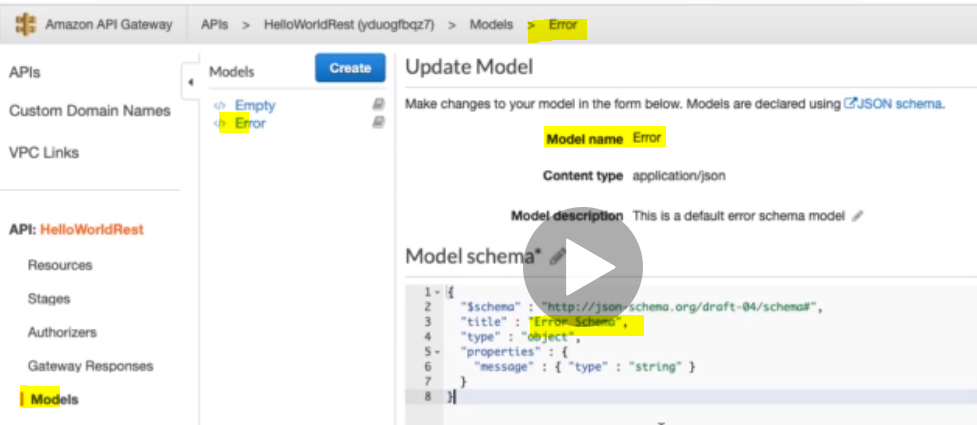 Amazon API Gateway APIs > HelloWorldRest (yduogfbqz7) > Models > Error
APIs
Custom Domain Names
VPC Links
API: HelloWorldRest
Resources
Stages
Authorizers
Gateway Responses
Models
Models Create
Empty
Error
Update Model
Make changes to your model in the form below. Models are declared using JSON schema.
Model name Error
Content type application/json
Model description This is a default error schema model
Model schema*
1 {
2 "$schema" : "http://json-schema.org/draft-04/schema#",
3 "title" : "Error Schema",
4 "type" : "object",
5 "properties" : {
6 "message" : { "type" : "string" }
7 }
8 }